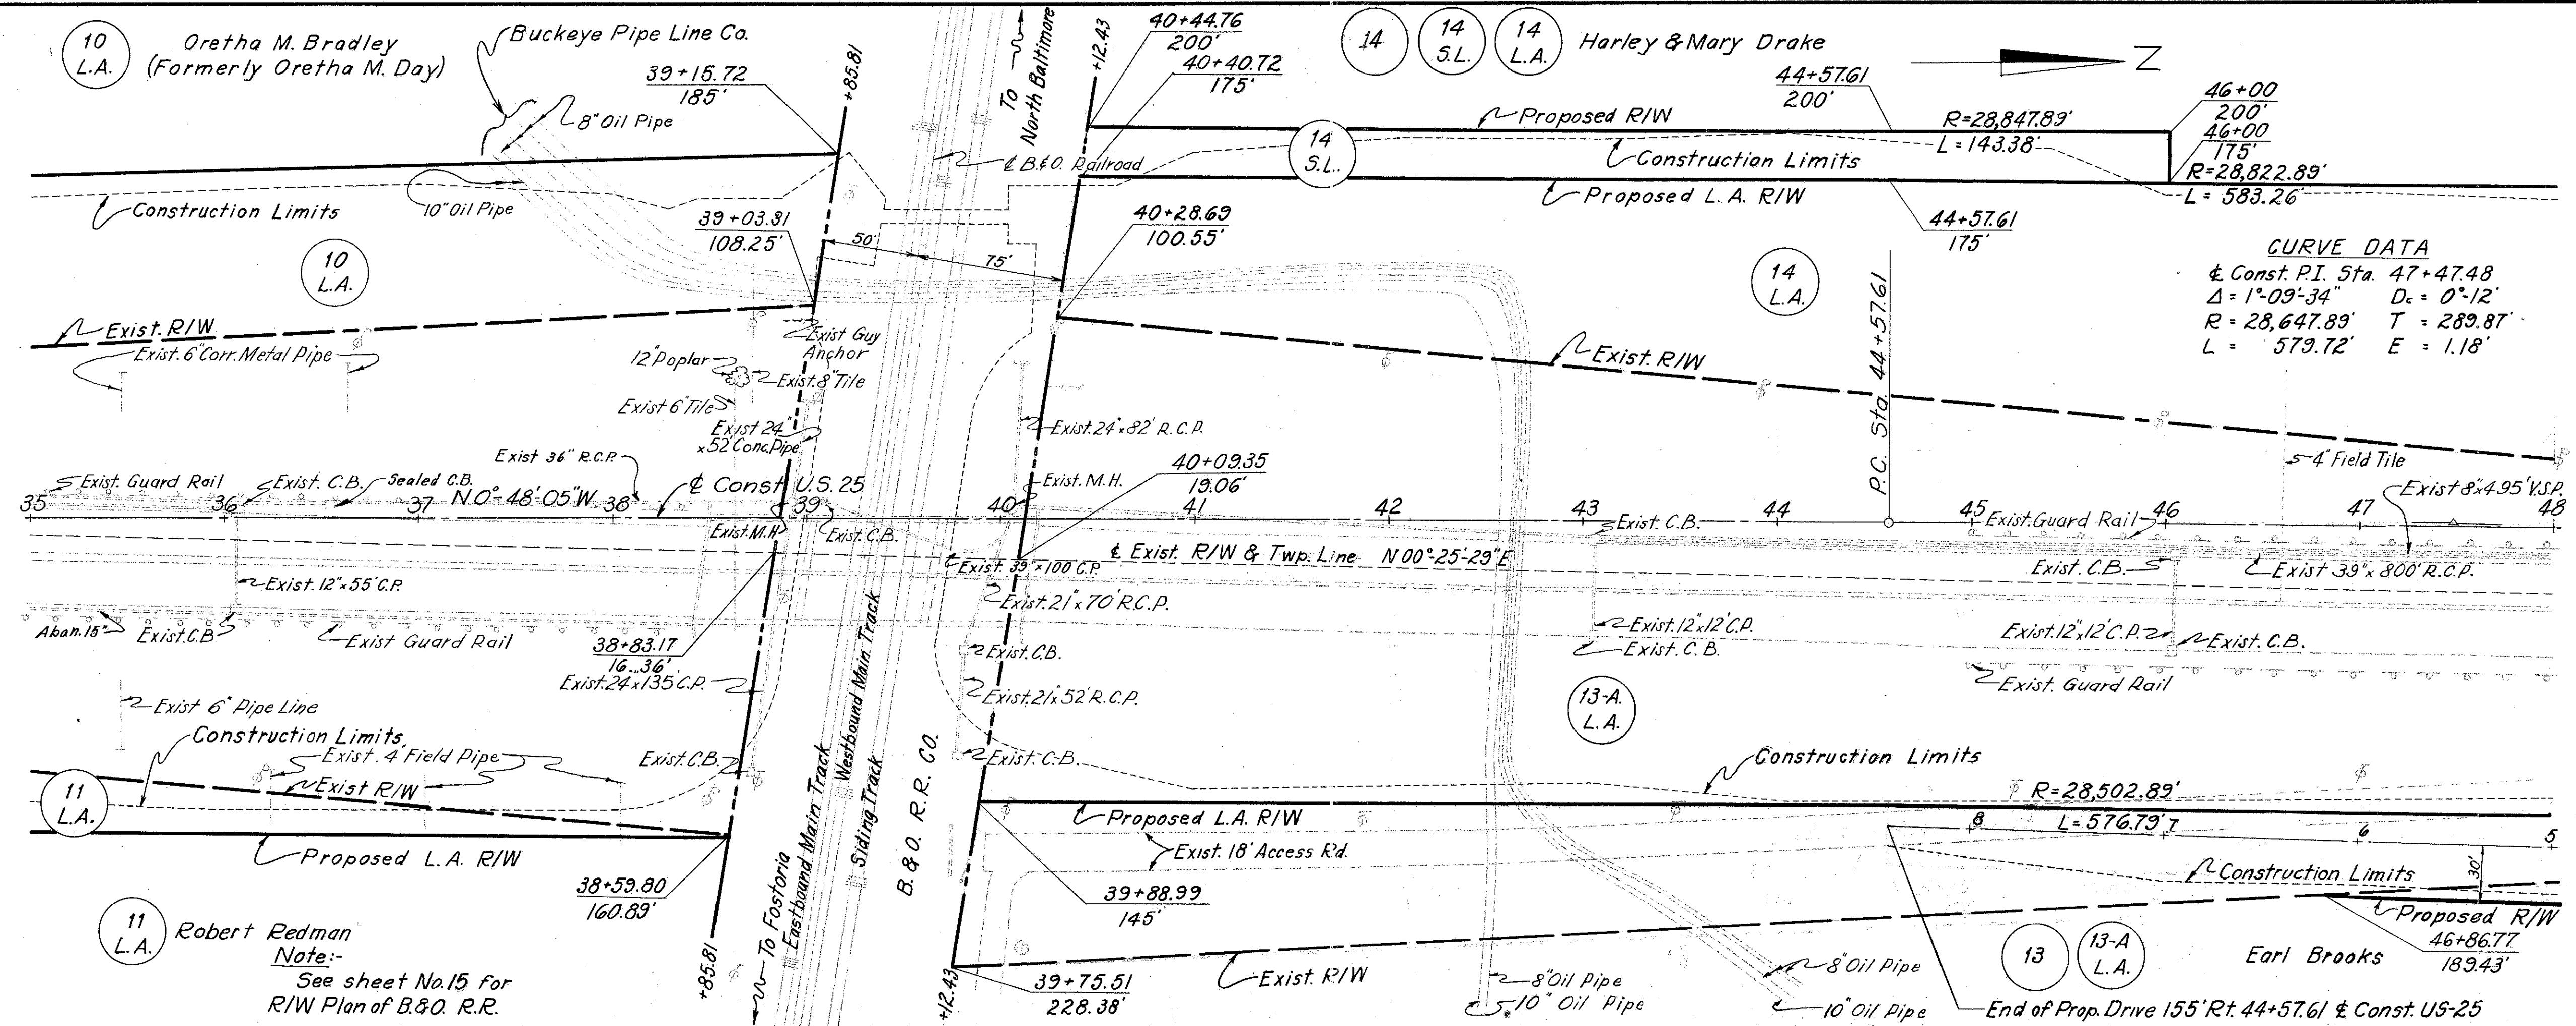 10
L.A.
Oretha M. Bradley
(Formerly Oretha M. Day)
Buckeye Pipe Line Co.
8" Oil Pipe
39+15.72
185'
+85.81
To
North Baltimore
+12.43
40+44.76
200'
40+40.72
175'
14
14
S.L.
14
L.A.
Harley & Mary Drake
44+57.61
200'
Z
46+00
200'
46+00
175'
R=28,847.89'
L=143.38'
R=28,822.89'
L=583.26'
Proposed R/W
Construction Limits
14
S.L.
Proposed L.A. R/W
44+57.61
175'
℄ B.&O. Railroad
Construction Limits
10" Oil Pipe
39+03.81
108.25'
50'
75'
40+28.69
100.55'
10
L.A.
14
L.A.
P.C. Sta. 44+57.61
CURVE DATA
℄ Const. P.I. Sta. 47+47.48
Δ = 1°-09'-34" Dc = 0°-12'
R = 28,647.89' T = 289.87'
L = 579.72' E = 1.18'
Exist. R/W
Exist. 6" Corr. Metal Pipe
Exist Guy
Anchor
12" Poplar
Exist. 8" Tile
Exist 6" Tile
Exist 24"
x 52' Conc. Pipe
Exist. R/W
Exist. 24" x 82' R.C.P.
Exist 36" R.C.P.
Exist. Guard Rail
Exist. C.B.
Sealed C.B.
N 0°-48'-05" W
℄ Const. U.S. 25
Exist. M.H.
40+09.35
19.06'
4" Field Tile
Exist 8"x4.95' V.S.P.
35 36 37 38 39 40 41 42 43 44 45 46 47 48
Exist. M.H.
Exist. C.B.
Exist. C.B.
Exist. Guard Rail
Exist. 39" x 100' C.P.
℄ Exist. R/W & Twp. Line N 00°-25'-29" E
Exist. C.B.
Exist 39" x 800' R.C.P.
Exist. 12" x 55' C.P.
Exist. 21" x 70' R.C.P.
Aban. 15"
Exist. C.B.
Exist Guard Rail
38+83.17
16.36'
Exist. 24" x 135' C.P.
Exist. C.B.
Exist. 12" x 12' C.P.
Exist. C.B.
Exist. 12" x 12' C.P.
Exist. C.B.
Exist. Guard Rail
Exist 6" Pipe Line
Exist. 21" x 52' R.C.P.
13-A.
L.A.
Construction Limits
Exist. 4" Field Pipe
Exist R/W
Exist. C.B.
Exist. C.B.
Construction Limits
11
L.A.
R=28,502.89'
L=576.79'
8 7 6 5
Proposed L.A. R/W
Proposed L.A. R/W
Exist. 18' Access Rd.
Westbound Main Track
Siding Track
B.&O. R.R. CO.
To Fostoria
Eastbound Main Track
38+59.80
160.89'
39+88.99
145'
Construction Limits
30'
Proposed R/W
46+86.77
189.43'
11
L.A.
Robert Redman
Note:-
See sheet No. 15 for
R/W Plan of B.&O. R.R.
+85.81
+12.43
39+75.51
228.38'
Exist. R/W
8" Oil Pipe
10" Oil Pipe
8" Oil Pipe
10" Oil Pipe
13
13-A
L.A.
Earl Brooks
End of Prop. Drive 155' Rt. 44+57.61 ℄ Const. US-25